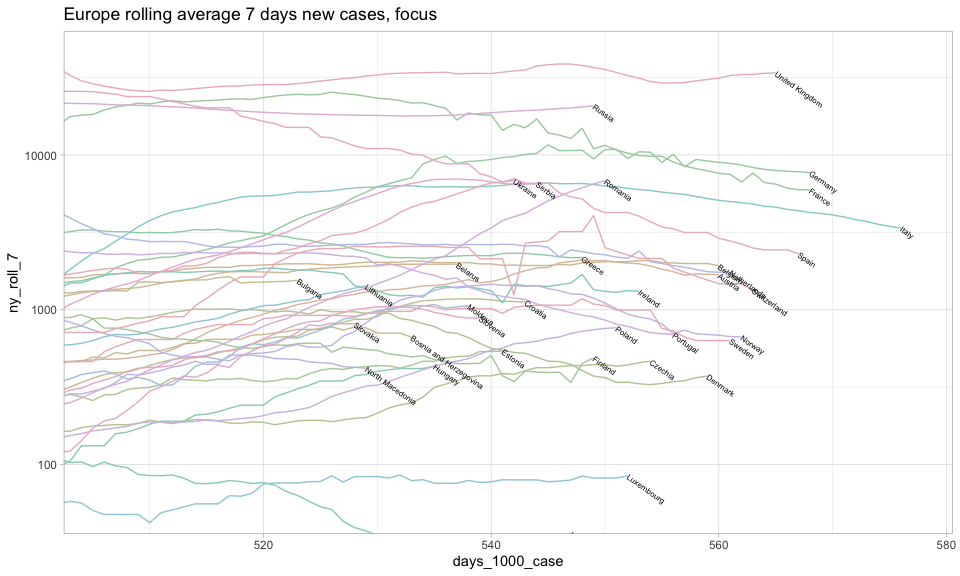 Europe rolling average 7 days new cases, focus
ny_roll_7
10000
1000
100
United Kingdom
Russia
Germany
France
Ukraine
Serbia
Romania
Italy
Spain
Greece
Belarus
Austria
Bulgaria
Lithuania
Ireland
Croatia
Slovenia
Slovakia
Poland
Portugal
Norway
Sweden
Bosnia and Herzegovina
Estonia
North Macedonia
Hungary
Finland
Czechia
Denmark
Luxembourg
520
540
560
580
days_1000_case